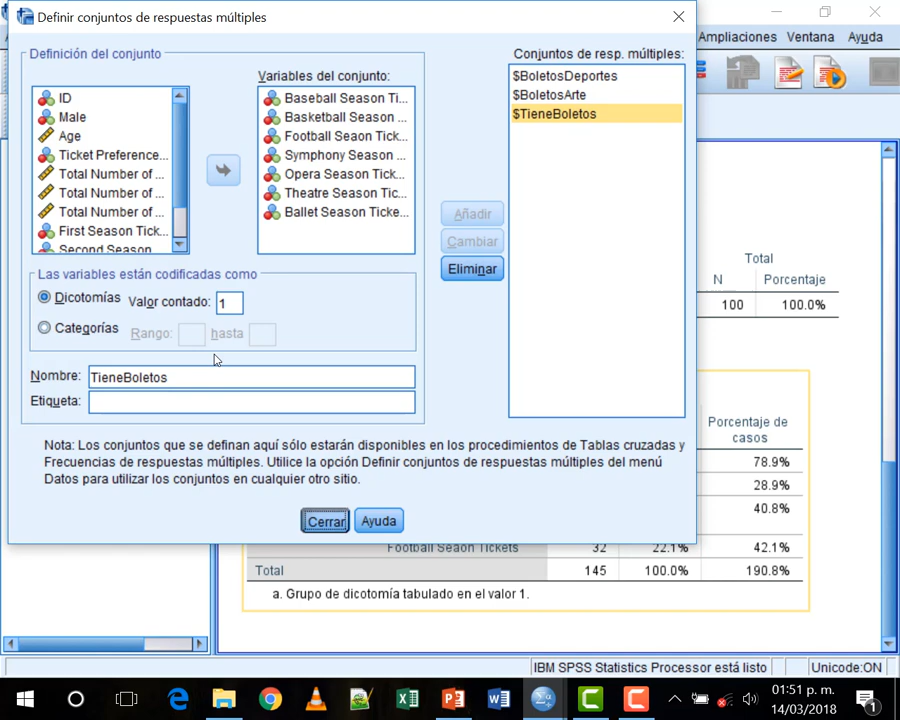 Definir conjuntos de respuestas múltiples
Ampliaciones Ventana Ayuda
Definición del conjunto
Variables del conjunto:
Conjuntos de resp. múltiples:
ID
Male
Age
Ticket Preference...
Total Number of ...
Total Number of ...
Total Number of ...
First Season Tick...
Second Season
Baseball Season Ti...
Basketball Season ...
Football Season Tick...
Symphony Season ...
Opera Season Tick...
Theatre Season Tic...
Ballet Season Ticke...
$BoletosDeportes
$BoletosArte
$TieneBoletos
Añadir
Cambiar
Eliminar
Las variables están codificadas como
Dicotomías Valor contado: 1
Categorías Rango: hasta
Nombre: TieneBoletos
Etiqueta:
Nota: Los conjuntos que se definan aquí sólo estarán disponibles en los procedimientos de Tablas cruzadas y
Frecuencias de respuestas múltiples. Utilice la opción Definir conjuntos de respuestas múltiples del menú
Datos para utilizar los conjuntos en cualquier otro sitio.
Cerrar Ayuda
Total
N Porcentaje
100 100.0%
Porcentaje de
casos
78.9%
28.9%
40.8%
Football Seaon Tickets 32 22.1% 42.1%
Total 145 100.0% 190.8%
a. Grupo de dicotomía tabulado en el valor 1.
IBM SPSS Statistics Processor está listo Unicode:ON
01:51 p. m.
14/03/2018
1